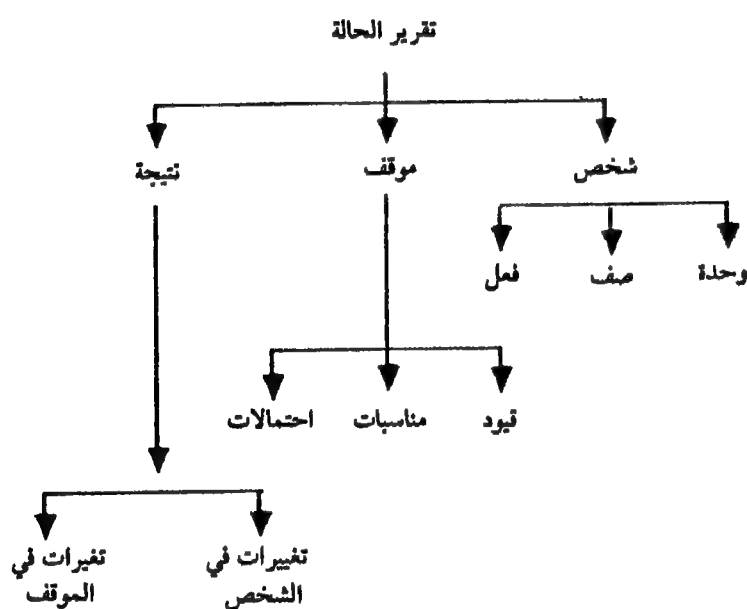 تقرير الحالة
شخص
موقف
نتيجة
وحدة
صف
فعل
قيود
مناسبات
احتمالات
تغييرات في
الشخص
تغيرات في
الموقف